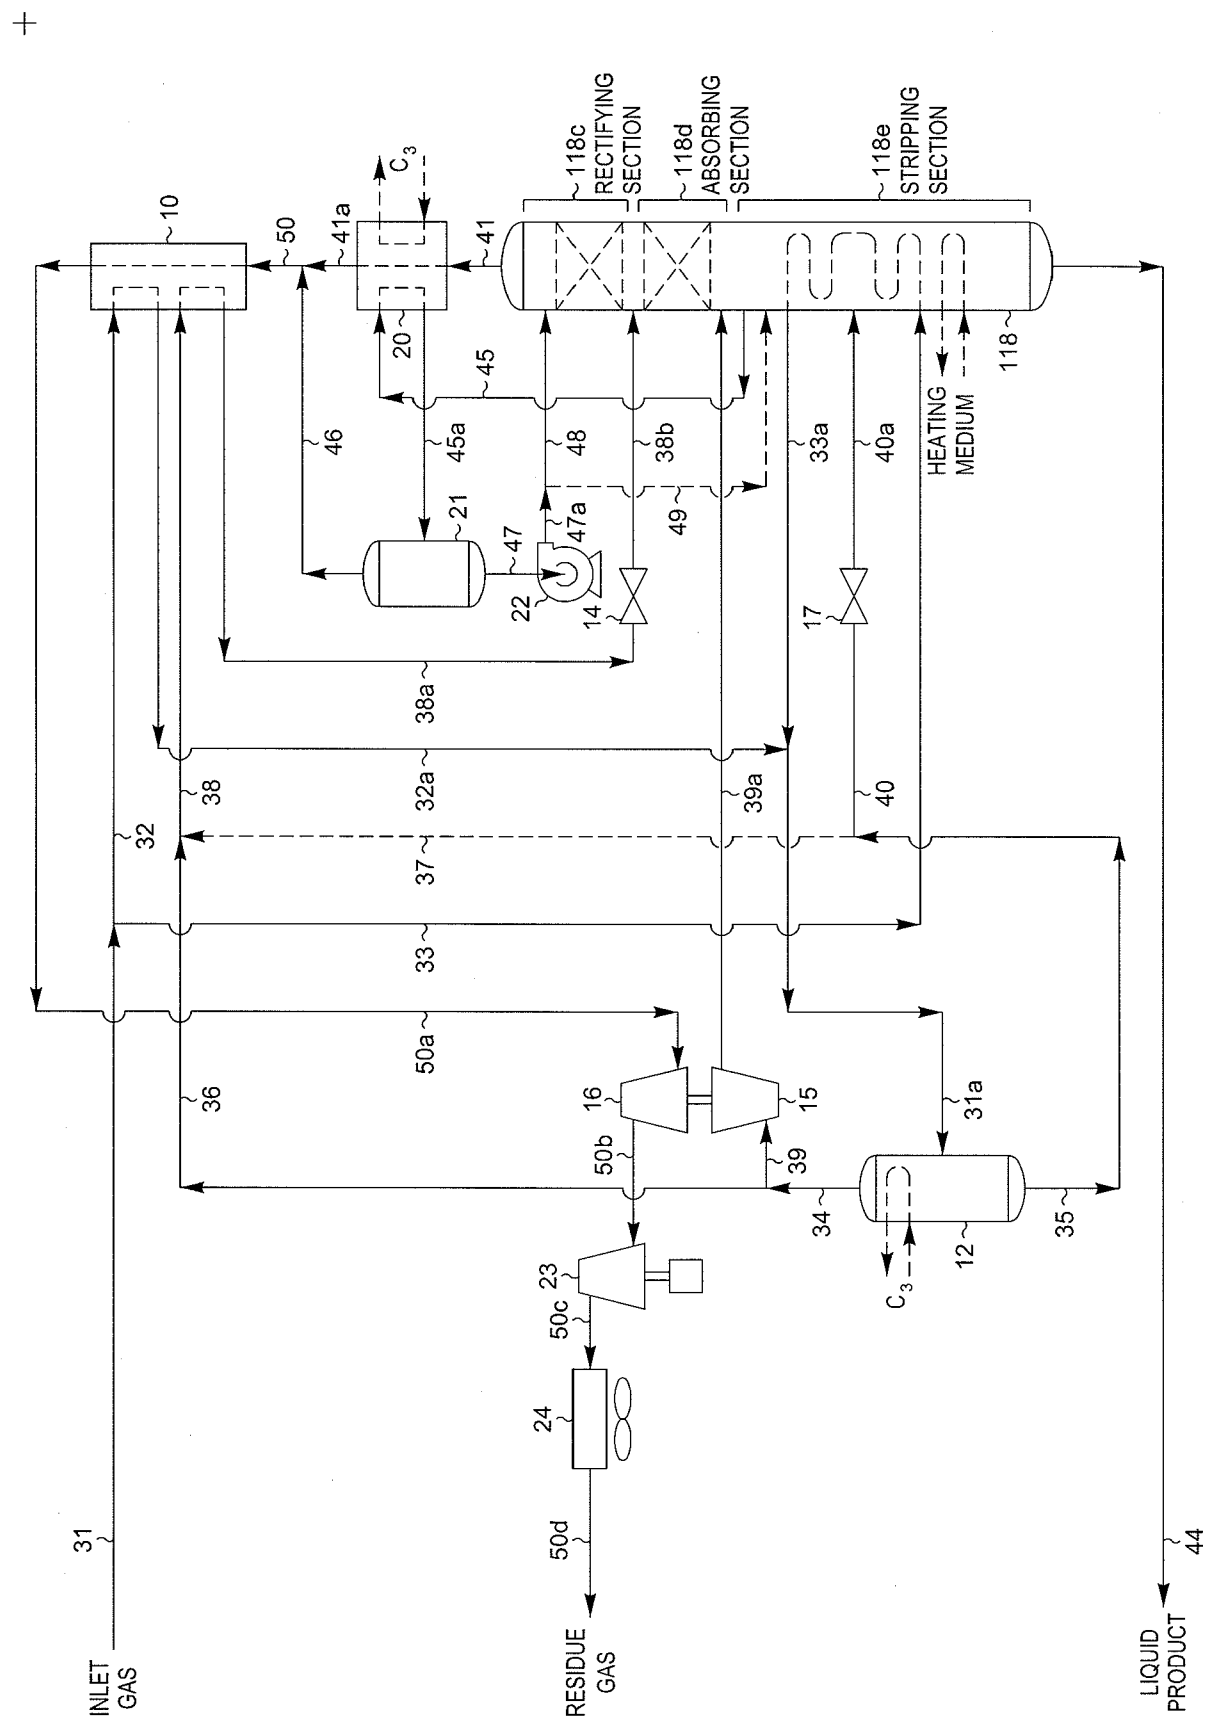 INLET
GAS
31
32
33
36
38
37
32a
38a
10
50
41a
41
20
C3
45
45a
46
21
47
22
47a
48
49
14
38b
118c
RECTIFYING
SECTION
118d
ABSORBING
SECTION
118e
STRIPPING
SECTION
118
33a
40a
HEATING
MEDIUM
17
40
39a
50a
16
15
50b
39
34
31a
35
12
C3
23
50c
24
50d
RESIDUE
GAS
44
LIQUID
PRODUCT